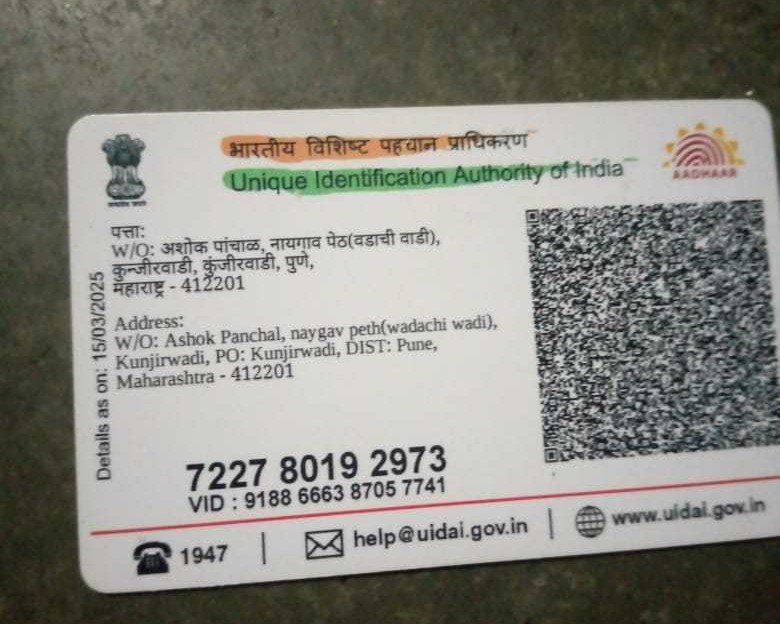 भारतीय विशिष्ट पहचान प्राधिकरण
Unique Identification Authority of India
AADHAAR
पत्ता:
W/O: अशोक पांचाळ, नायगाव पेठ(वडाची वाडी),
कुन्जीरवाडी, कुंजीरवाडी, पुणे,
महाराष्ट्र - 412201
Address:
W/O: Ashok Panchal, naygav peth(wadachi wadi),
Kunjirwadi, PO: Kunjirwadi, DIST: Pune,
Maharashtra - 412201
Details as on: 15/03/2025
7227 8019 2973
VID : 9188 6663 8705 7741
1947 | help@uidai.gov.in | www.uidai.gov.in